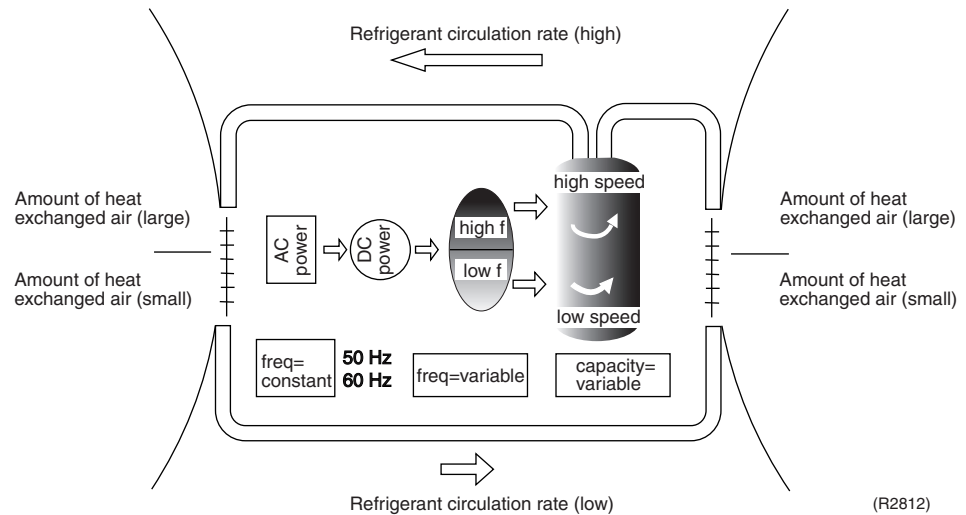 Refrigerant circulation rate (high)
high speed
Amount of heat
exchanged air (large)
Amount of heat
exchanged air (small)
AC
power
DC
power
high f
low f
low speed
Amount of heat
exchanged air (large)
Amount of heat
exchanged air (small)
freq=
constant
50 Hz
60 Hz
freq=variable
capacity=
variable
Refrigerant circulation rate (low)
(R2812)